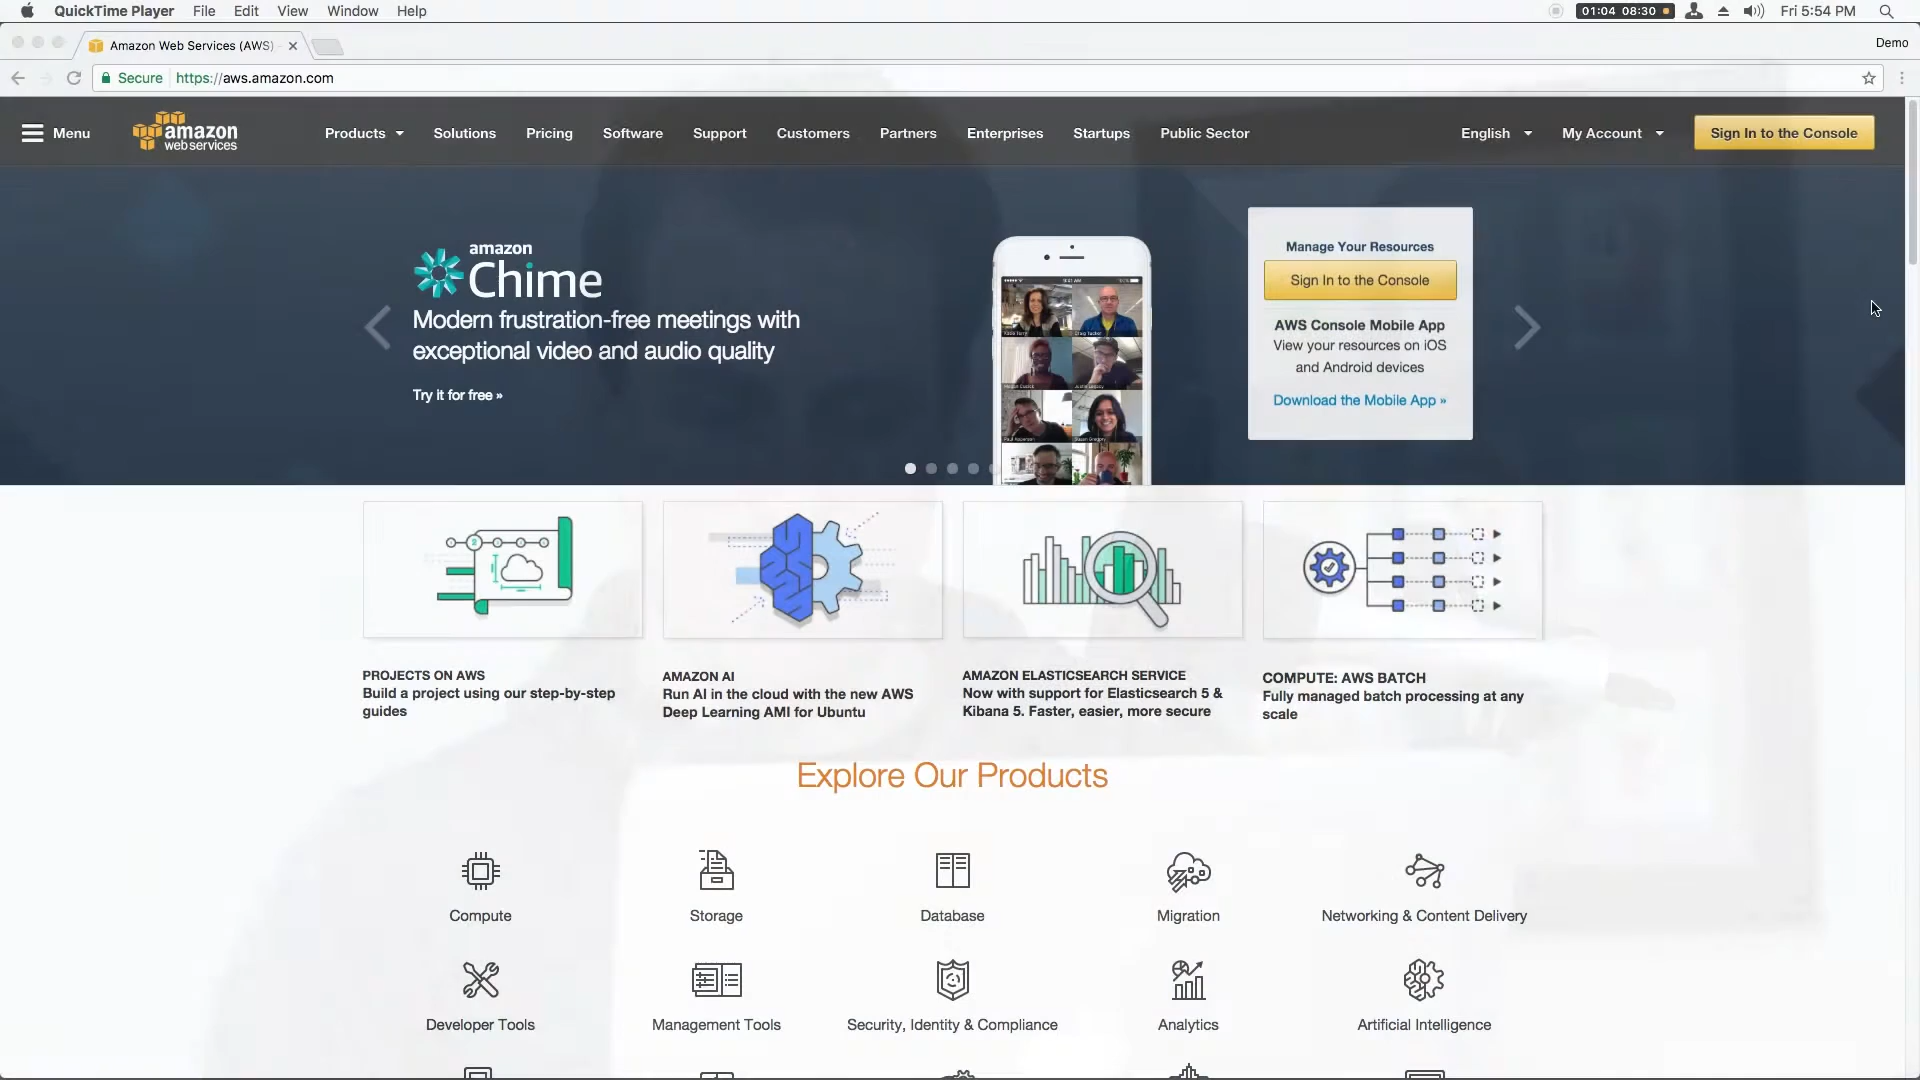 QuickTime Player File Edit View Window Help 01:04 08:30 Fri 5:54 PM
Amazon Web Services (AWS)
Demo
Secure https://aws.amazon.com
Menu amazon web services Products Solutions Pricing Software Support Customers Partners Enterprises Startups Public Sector English My Account Sign In to the Console
amazon
Chime
Modern frustration-free meetings with
exceptional video and audio quality
Try it for free »
Manage Your Resources
Sign In to the Console
AWS Console Mobile App
View your resources on iOS
and Android devices
Download the Mobile App »
PROJECTS ON AWS
Build a project using our step-by-step
guides
AMAZON AI
Run AI in the cloud with the new AWS
Deep Learning AMI for Ubuntu
AMAZON ELASTICSEARCH SERVICE
Now with support for Elasticsearch 5 &
Kibana 5. Faster, easier, more secure
COMPUTE: AWS BATCH
Fully managed batch processing at any
scale
Explore Our Products
Compute Storage Database Migration Networking & Content Delivery
Developer Tools Management Tools Security, Identity & Compliance Analytics Artificial Intelligence